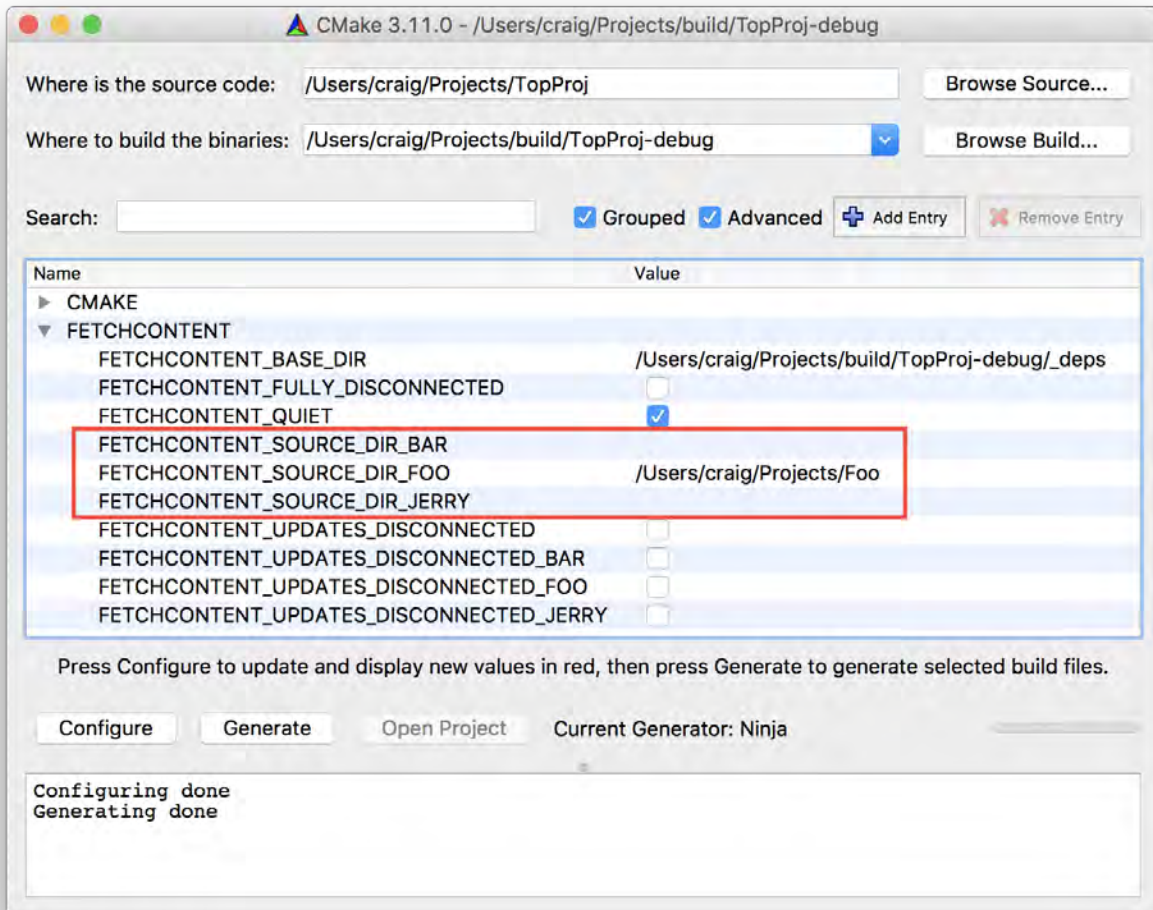 CMake 3.11.0 - /Users/craig/Projects/build/TopProj-debug
Where is the source code: /Users/craig/Projects/TopProj Browse Source...
Where to build the binaries: /Users/craig/Projects/build/TopProj-debug Browse Build...
Search: Grouped Advanced Add Entry Remove Entry
Name Value
CMAKE
FETCHCONTENT
FETCHCONTENT_BASE_DIR /Users/craig/Projects/build/TopProj-debug/_deps
FETCHCONTENT_FULLY_DISCONNECTED
FETCHCONTENT_QUIET
FETCHCONTENT_SOURCE_DIR_BAR
FETCHCONTENT_SOURCE_DIR_FOO /Users/craig/Projects/Foo
FETCHCONTENT_SOURCE_DIR_JERRY
FETCHCONTENT_UPDATES_DISCONNECTED
FETCHCONTENT_UPDATES_DISCONNECTED_BAR
FETCHCONTENT_UPDATES_DISCONNECTED_FOO
FETCHCONTENT_UPDATES_DISCONNECTED_JERRY
Press Configure to update and display new values in red, then press Generate to generate selected build files.
Configure Generate Open Project Current Generator: Ninja
Configuring done
Generating done